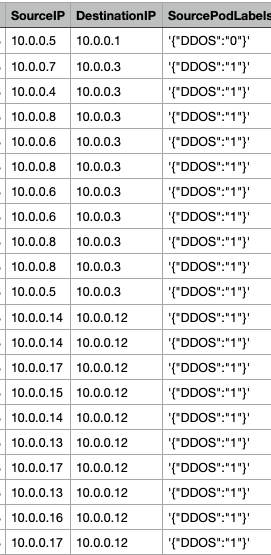 SourceIP DestinationIP SourcePodLabels
10.0.0.5 10.0.0.1 '{"DDOS":"0"}'
10.0.0.7 10.0.0.3 '{"DDOS":"1"}'
10.0.0.4 10.0.0.3 '{"DDOS":"1"}'
10.0.0.8 10.0.0.3 '{"DDOS":"1"}'
10.0.0.6 10.0.0.3 '{"DDOS":"1"}'
10.0.0.8 10.0.0.3 '{"DDOS":"1"}'
10.0.0.6 10.0.0.3 '{"DDOS":"1"}'
10.0.0.6 10.0.0.3 '{"DDOS":"1"}'
10.0.0.8 10.0.0.3 '{"DDOS":"1"}'
10.0.0.8 10.0.0.3 '{"DDOS":"1"}'
10.0.0.5 10.0.0.3 '{"DDOS":"1"}'
10.0.0.14 10.0.0.12 '{"DDOS":"1"}'
10.0.0.14 10.0.0.12 '{"DDOS":"1"}'
10.0.0.17 10.0.0.12 '{"DDOS":"1"}'
10.0.0.15 10.0.0.12 '{"DDOS":"1"}'
10.0.0.14 10.0.0.12 '{"DDOS":"1"}'
10.0.0.13 10.0.0.12 '{"DDOS":"1"}'
10.0.0.17 10.0.0.12 '{"DDOS":"1"}'
10.0.0.13 10.0.0.12 '{"DDOS":"1"}'
10.0.0.16 10.0.0.12 '{"DDOS":"1"}'
10.0.0.17 10.0.0.12 '{"DDOS":"1"}'